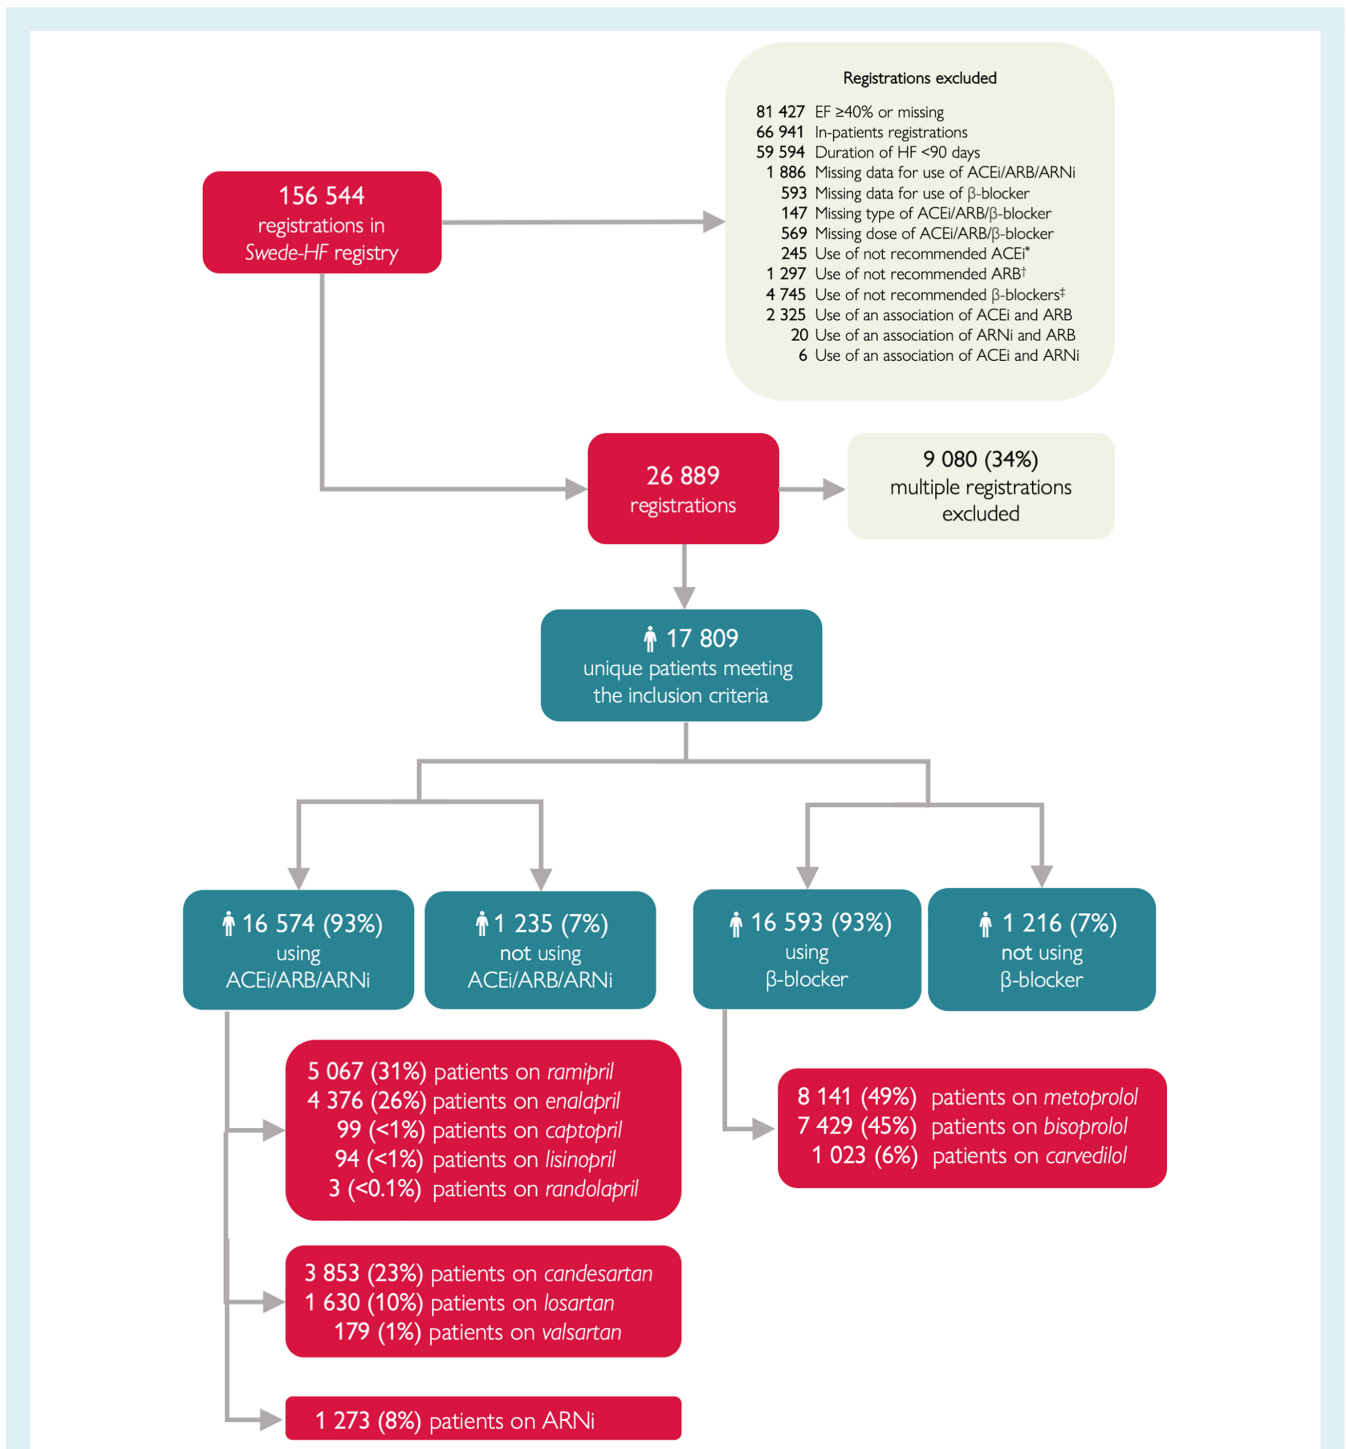 Registrations excluded
81 427 EF ≥40% or missing
66 941 In-patients registrations
59 594 Duration of HF <90 days
1 886 Missing data for use of ACEi/ARB/ARNi
593 Missing data for use of β-blocker
147 Missing type of ACEi/ARB/β-blocker
569 Missing dose of ACEi/ARB/β-blocker
245 Use of not recommended ACEi*
1 297 Use of not recommended ARB†
4 745 Use of not recommended β-blockers‡
2 325 Use of an association of ACEi and ARB
20 Use of an association of ARNi and ARB
6 Use of an association of ACEi and ARNi
156 544
registrations in
Swede-HF registry
26 889
registrations
9 080 (34%)
multiple registrations
excluded
17 809
unique patients meeting
the inclusion criteria
16 574 (93%)
using
ACEi/ARB/ARNi
1 235 (7%)
not using
ACEi/ARB/ARNi
16 593 (93%)
using
β-blocker
1 216 (7%)
not using
β-blocker
5 067 (31%) patients on ramipril
4 376 (26%) patients on enalapril
99 (<1%) patients on captopril
94 (<1%) patients on lisinopril
3 (<0.1%) patients on randolapril
3 853 (23%) patients on candesartan
1 630 (10%) patients on losartan
179 (1%) patients on valsartan
1 273 (8%) patients on ARNi
8 141 (49%) patients on metoprolol
7 429 (45%) patients on bisoprolol
1 023 (6%) patients on carvedilol